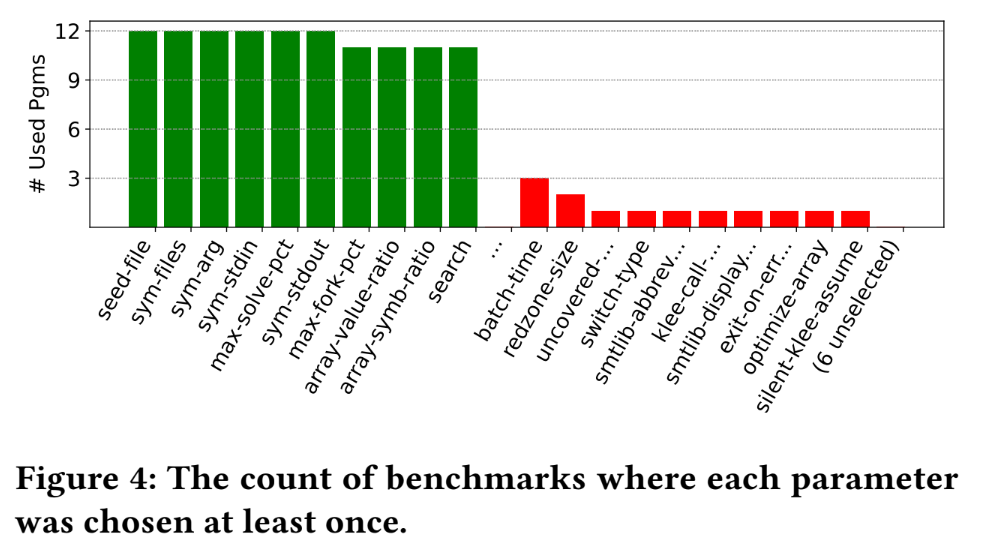 # Used Pgms
12
9
6
3
seed-file
sym-files
sym-arg
sym-stdin
max-solve-pct
sym-stdout
max-fork-pct
array-value-ratio
array-symb-ratio
search
...
batch-time
redzone-size
uncovered-...
switch-type
smtlib-abbrev...
klee-call-...
smtlib-display...
exit-on-err...
optimize-array
silent-klee-assume
(6 unselected)
Figure 4: The count of benchmarks where each parameter
was chosen at least once.